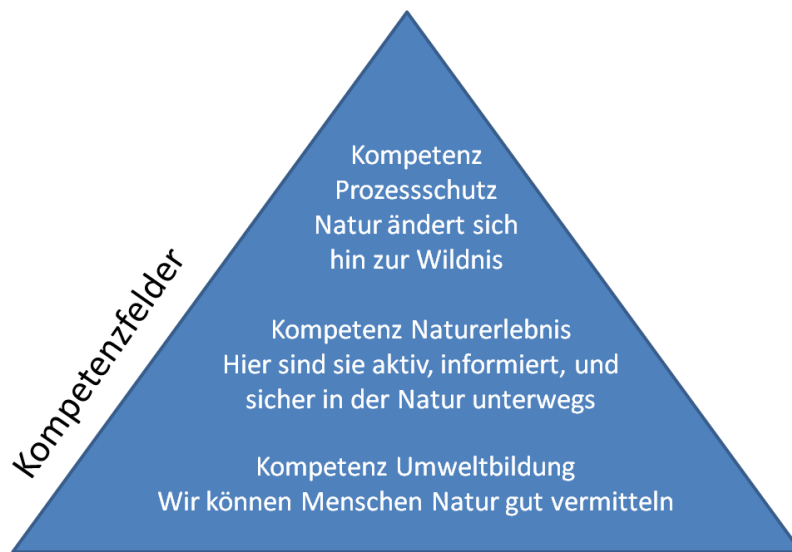 Kompetenz
Prozessschutz
Natur ändert sich
hin zur Wildnis
Kompetenzfelder
Kompetenz Naturerlebnis
Hier sind sie aktiv, informiert, und
sicher in der Natur unterwegs
Kompetenz Umweltbildung
Wir können Menschen Natur gut vermitteln